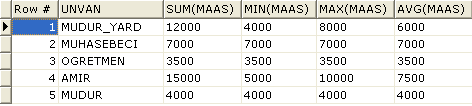 Row # UNVAN SUM(MAAS) MIN(MAAS) MAX(MAAS) AVG(MAAS)
1 MUDUR_YARD 12000 4000 8000 6000
2 MUHASEBECI 7000 7000 7000 7000
3 OGRETMEN 3500 3500 3500 3500
4 AMIR 15000 5000 10000 7500
5 MUDUR 4000 4000 4000 4000